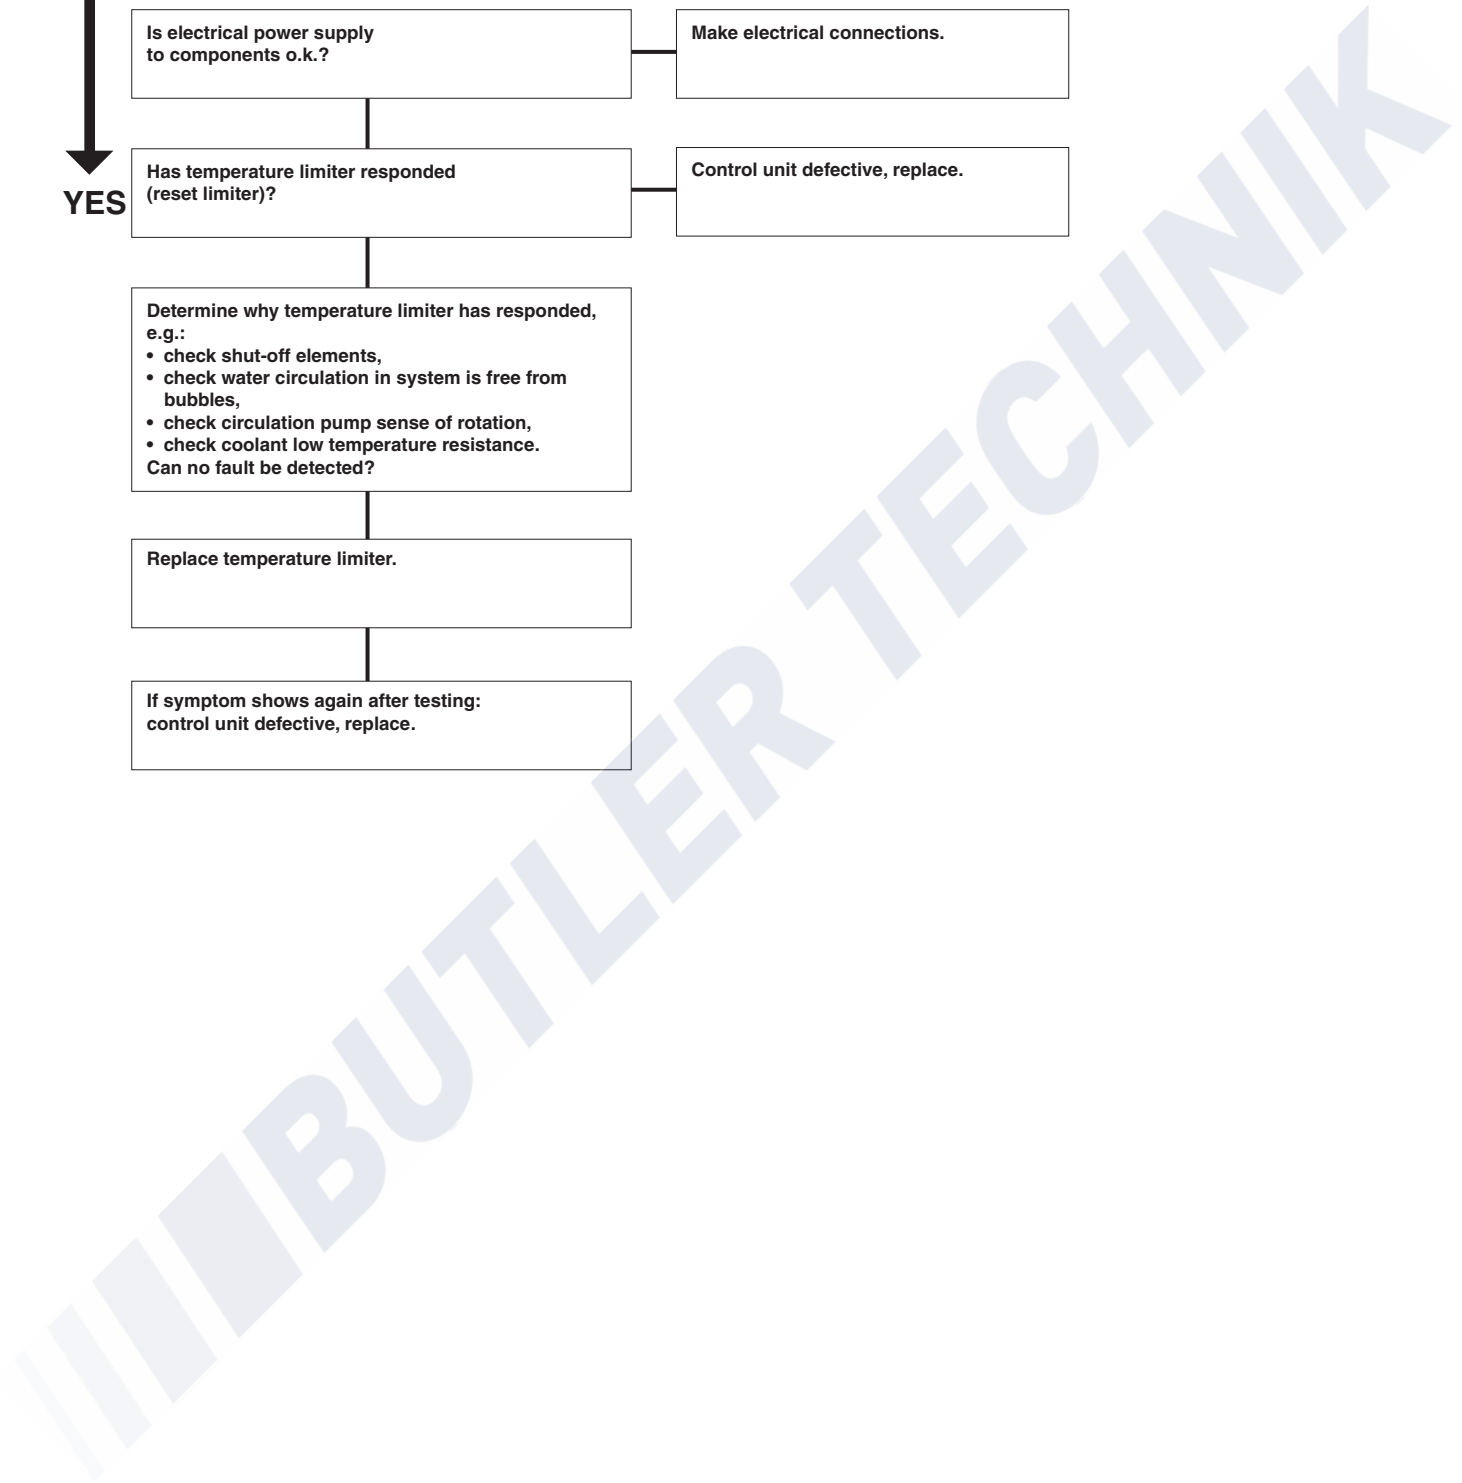 Is electrical power supply
to components o.k.?
Make electrical connections.
YES
Has temperature limiter responded
(reset limiter)?
Control unit defective, replace.
Determine why temperature limiter has responded,
e.g.:
• check shut-off elements,
• check water circulation in system is free from
bubbles,
• check circulation pump sense of rotation,
• check coolant low temperature resistance.
Can no fault be detected?
Replace temperature limiter.
If symptom shows again after testing:
control unit defective, replace.
BUTLER TECHNIK